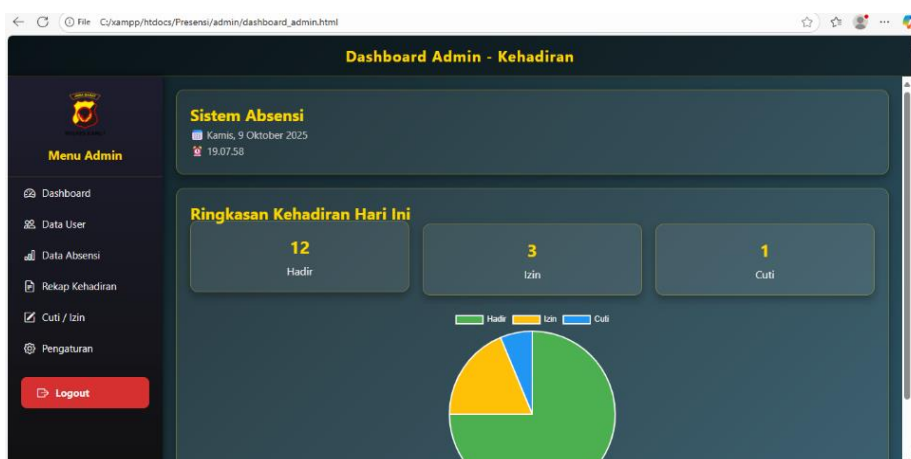 File C:/xampp/htdocs/Presensi/admin/dashboard_admin.html
Dashboard Admin - Kehadiran
Menu Admin
Dashboard
Data User
Data Absensi
Rekap Kehadiran
Cuti / Izin
Pengaturan
Logout
Sistem Absensi
Kamis, 9 Oktober 2025
19.07.58
Ringkasan Kehadiran Hari Ini
12
Hadir
3
Izin
1
Cuti
Hadir Izin Cuti